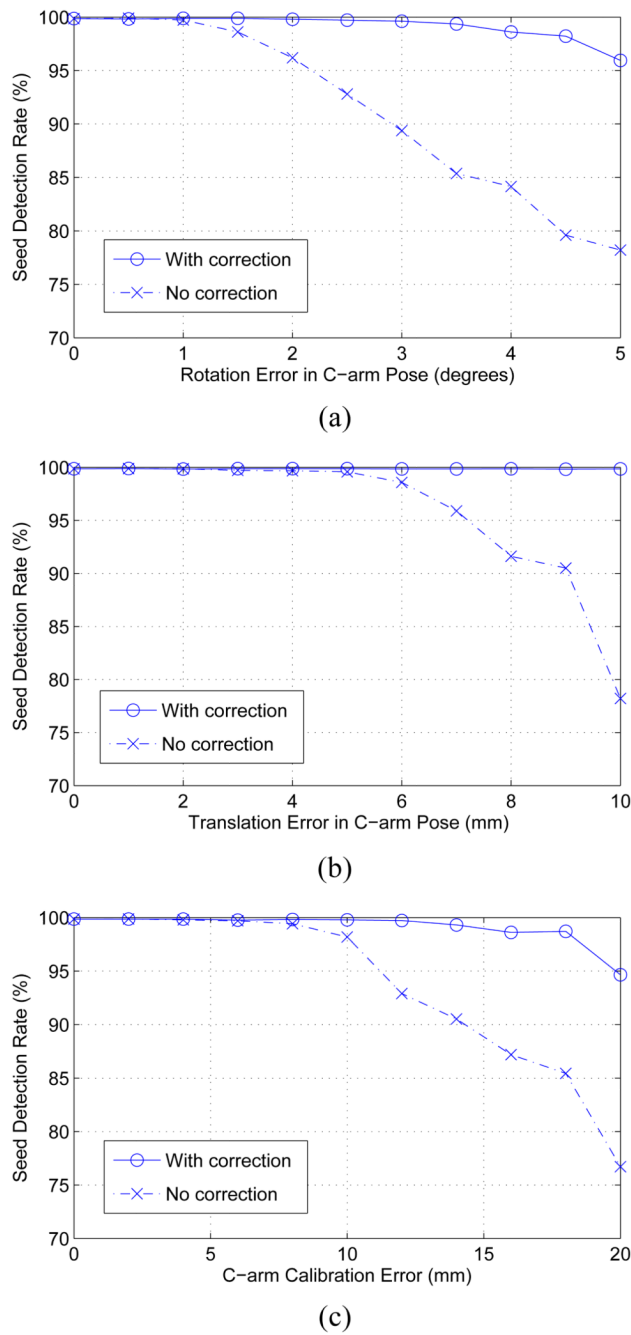 100
95
90
85
80
75
70
Seed Detection Rate (%)
With correction
No correction
0 1 2 3 4 5
Rotation Error in C−arm Pose (degrees)
(a)
100
95
90
85
80
75
70
Seed Detection Rate (%)
With correction
No correction
0 2 4 6 8 10
Translation Error in C−arm Pose (mm)
(b)
100
95
90
85
80
75
70
Seed Detection Rate (%)
With correction
No correction
0 5 10 15 20
C−arm Calibration Error (mm)
(c)